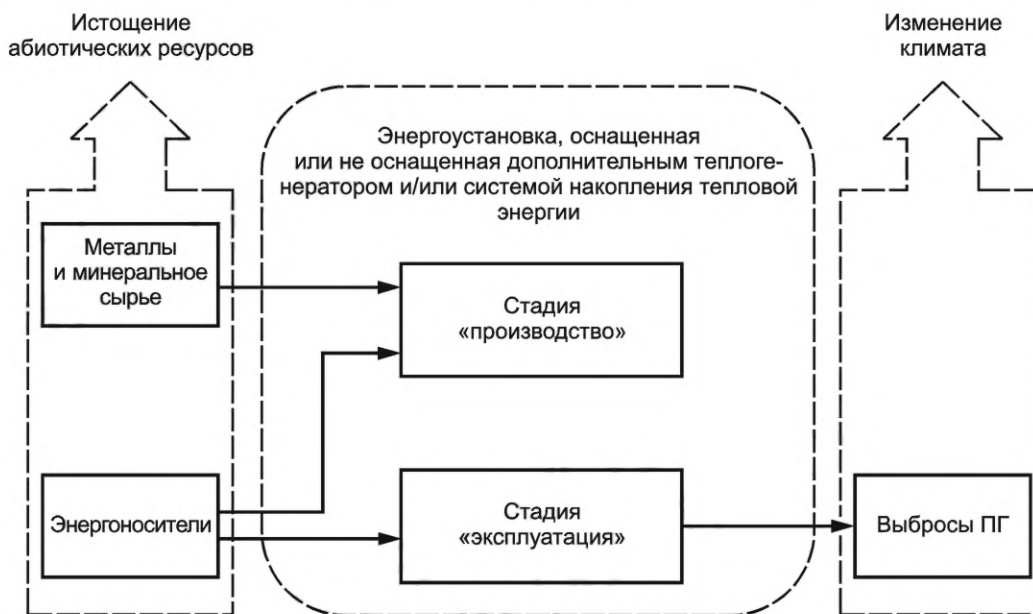 Истощение
абиотических ресурсов
Изменение
климата
Энергоустановка, оснащенная
или не оснащенная дополнительным теплоге-
нератором и/или системой накопления тепловой
энергии
Металлы
и минеральное
сырье
Стадия
«производство»
Энергоносители
Стадия
«эксплуатация»
Выбросы ПГ